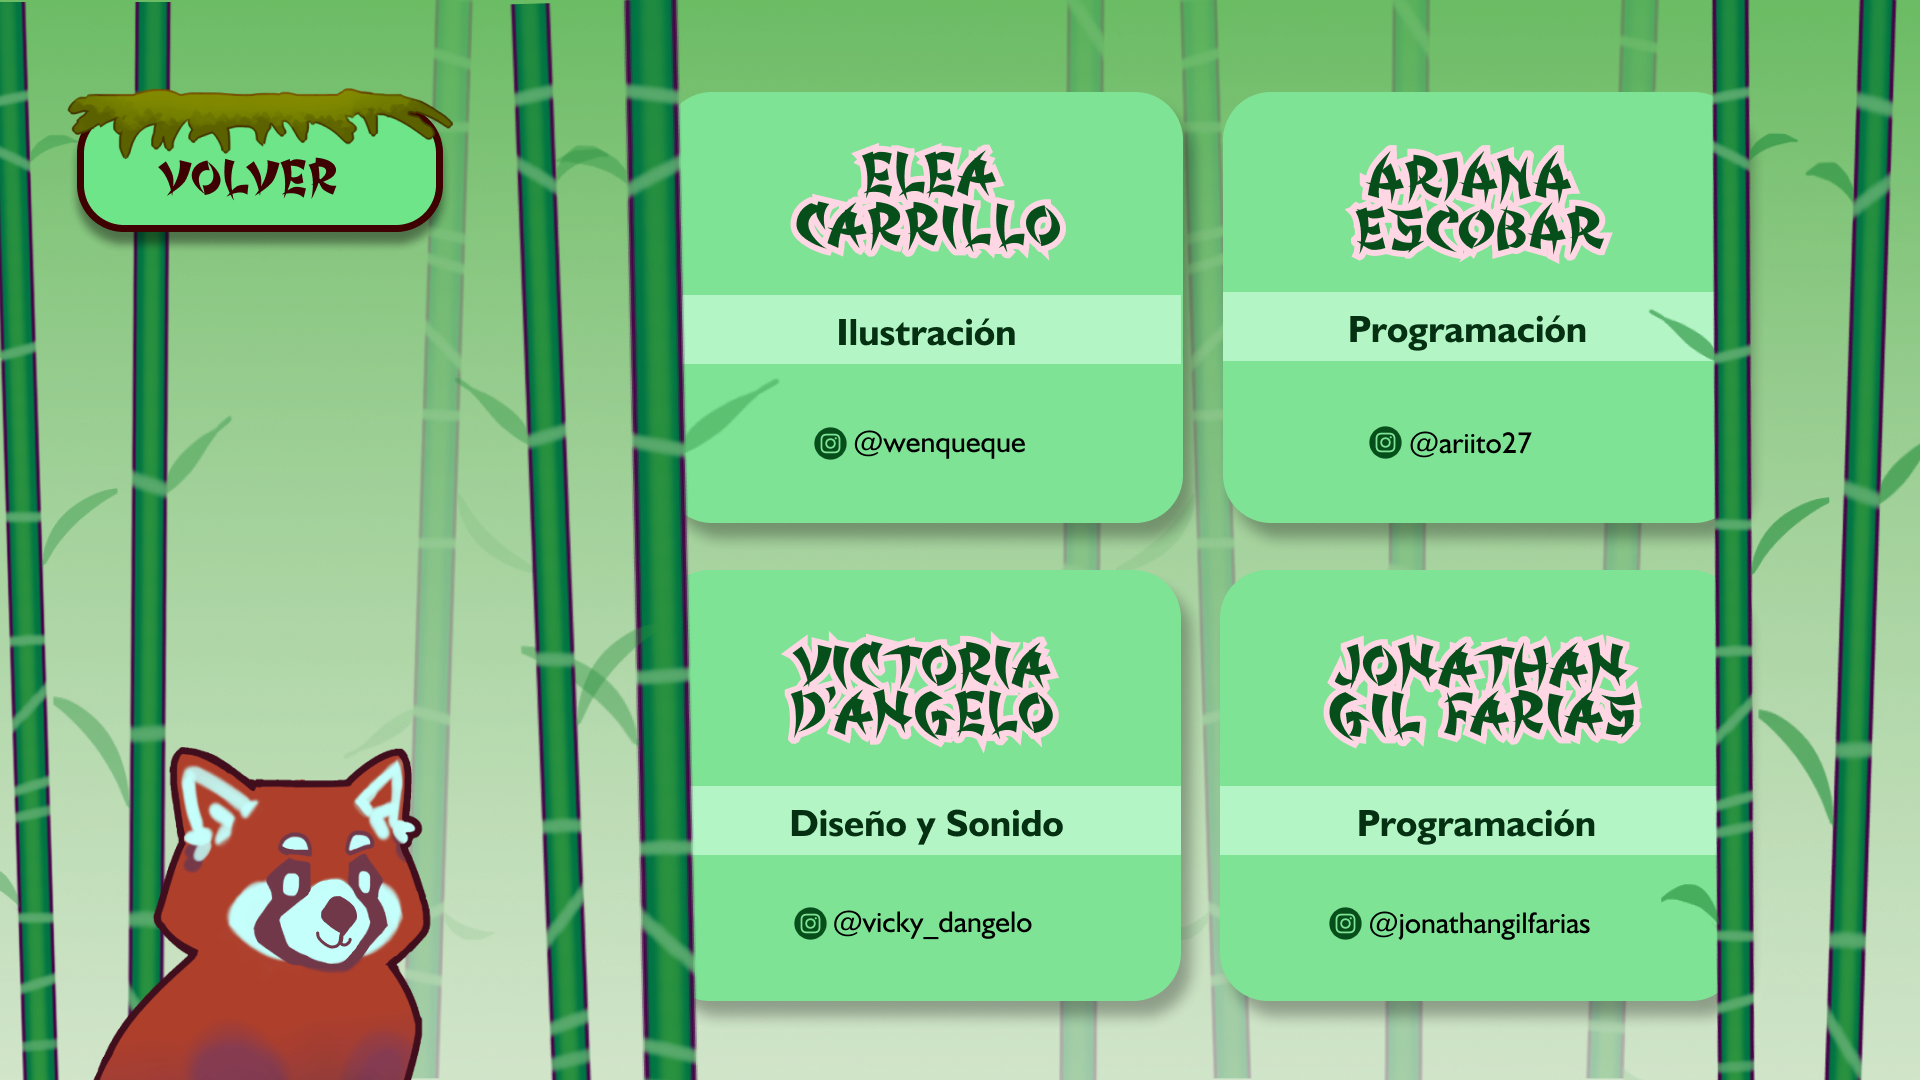 VOLVER
ELEA
CARRILLO
Ilustración
@wenqueque
ARIANA
ESCOBAR
Programación
@ariito27
VICTORIA
D'ANGELO
Diseño y Sonido
@vicky_dangelo
JONATHAN
GIL FARIAS
Programación
@jonathangilfarias